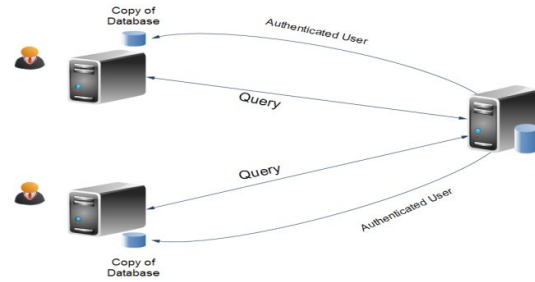 Copy of
Database
Authenticated User
Query
Query
Authenticated User
Copy of
Database